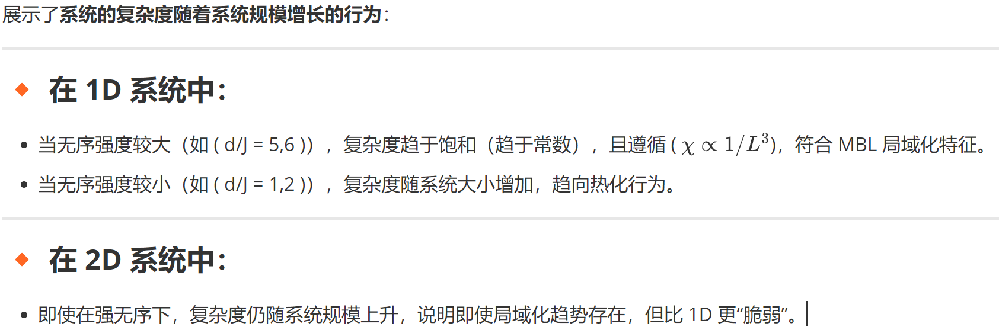 展示了系统的复杂度随着系统规模增长的行为：
在 1D 系统中：
当无序强度较大（如 ( d/J = 5,6 )），复杂度趋于饱和（趋于常数），且遵循 ( χ ∝ 1/L³)，符合 MBL 局域化特征。
当无序强度较小（如 ( d/J = 1,2 )），复杂度随系统大小增加，趋向热化行为。
在 2D 系统中：
即使在强无序下，复杂度仍随系统规模上升，说明即使局域化趋势存在，但比 1D 更“脆弱”。